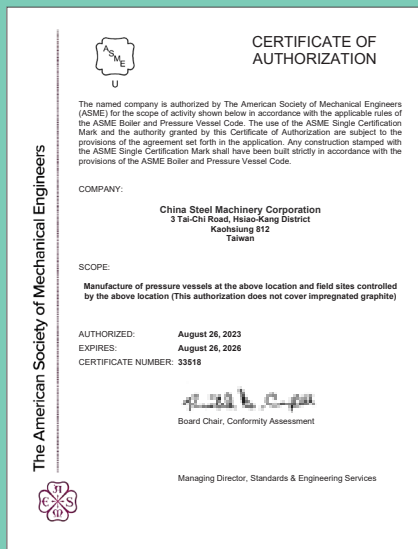 ASME
U
CERTIFICATE OF
AUTHORIZATION
The named company is authorized by The American Society of Mechanical Engineers
(ASME) for the scope of activity shown below in accordance with the applicable rules of
the ASME Boiler and Pressure Vessel Code. The use of the ASME Single Certification
Mark and the authority granted by this Certificate of Authorization are subject to the
provisions of the agreement set forth in the application. Any construction stamped with
the ASME Single Certification Mark shall have been built strictly in accordance with the
provisions of the ASME Boiler and Pressure Vessel Code.
COMPANY:
China Steel Machinery Corporation
3 Tai-Chi Road, Hsiao-Kang District
Kaohsiung 812
Taiwan
SCOPE:
Manufacture of pressure vessels at the above location and field sites controlled
by the above location (This authorization does not cover impregnated graphite)
AUTHORIZED: August 26, 2023
EXPIRES: August 26, 2026
CERTIFICATE NUMBER: 33518
Board Chair, Conformity Assessment
Managing Director, Standards & Engineering Services
The American Society of Mechanical Engineers
ASME